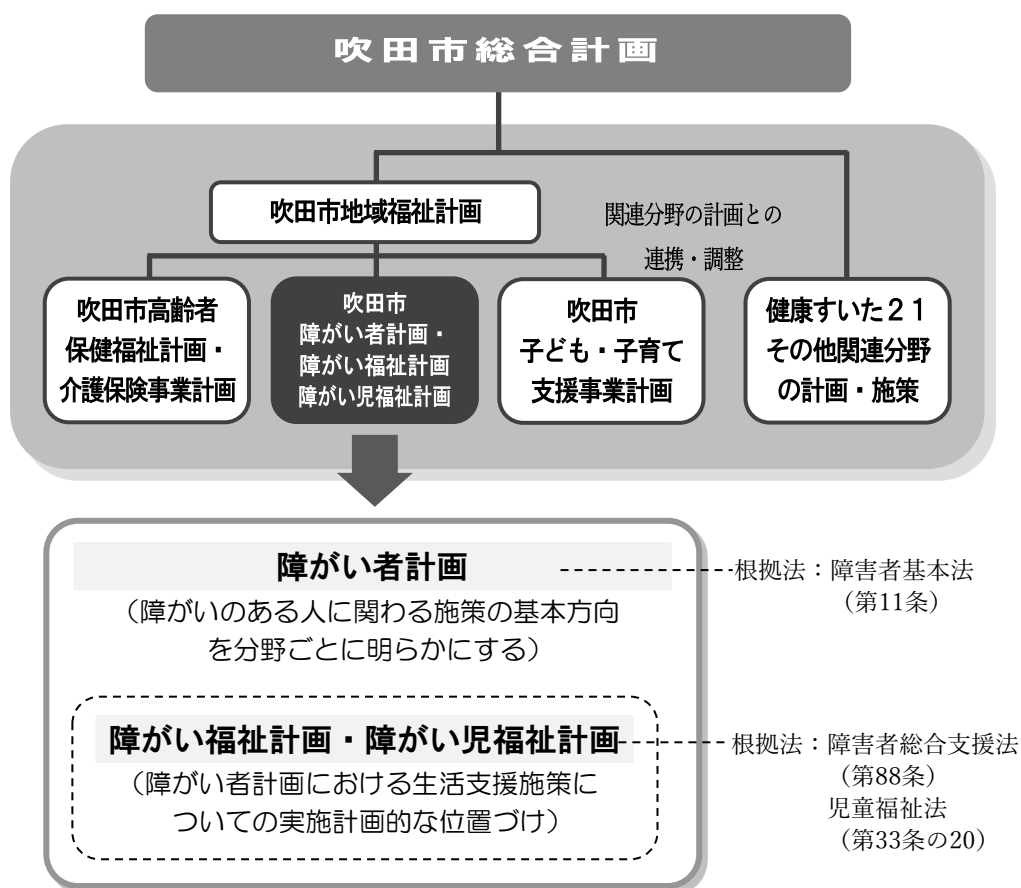 吹田市総合計画
吹田市地域福祉計画
関連分野の計画との
連携・調整
吹田市高齢者
保健福祉計画・
介護保険事業計画
吹田市
障がい者計画・
障がい福祉計画
障がい児福祉計画
吹田市
子ども・子育て
支援事業計画
健康すいた２１
その他関連分野
の計画・施策
障がい者計画
（障がいのある人に関わる施策の基本方向
を分野ごとに明らかにする）
根拠法：障害者基本法
（第11条）
障がい福祉計画・障がい児福祉計画
（障がい者計画における生活支援施策に
ついての実施計画的な位置づけ）
根拠法：障害者総合支援法
（第88条）
児童福祉法
（第33条の20）